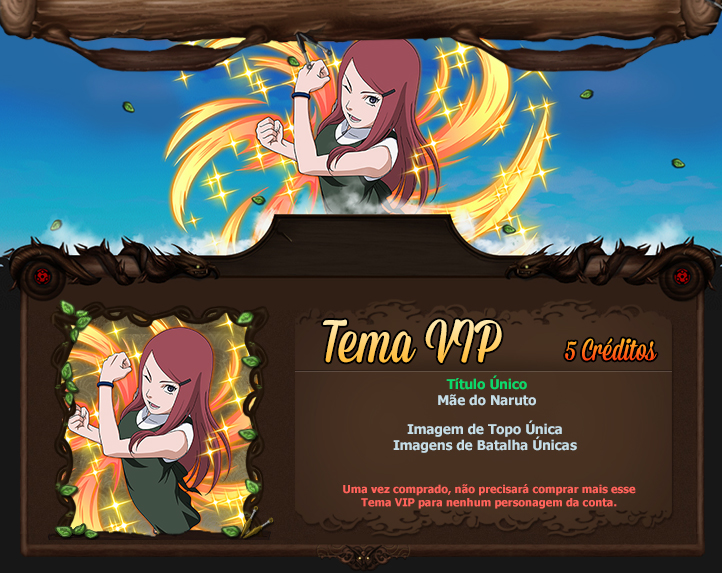 Tema VIP
5 Créditos
Título Único
Mãe do Naruto
Imagem de Topo Única
Imagens de Batalha Únicas
Uma vez comprado, não precisará comprar mais esse
Tema VIP para nenhum personagem da conta.